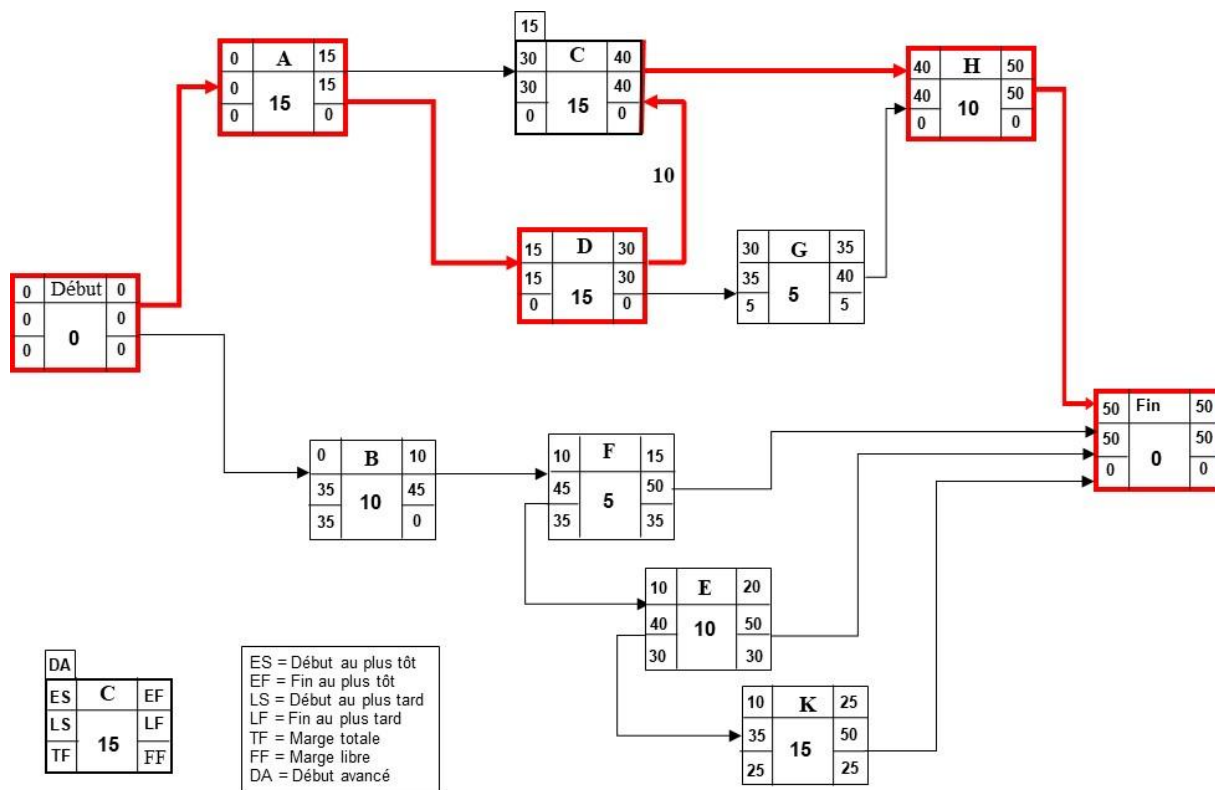 15
0 A 15
0 15
15
0 0
30 C 40
30 40
15
0 0
40 H 50
40 50
10
0 0
10
15 D 30
15 30
15
0 0
30 G 35
35 40
5
5 5
0 Début 0
0 0
0
0 0
50 Fin 50
50 50
0
0 0
0 B 10
35 45
10
35 0
10 F 15
45 50
5
35 35
10 E 20
40 50
10
30 30
10 K 25
35 50
15
25 25
DA
ES C EF
LS LF
15
TF FF
ES = Début au plus tôt
EF = Fin au plus tôt
LS = Début au plus tard
LF = Fin au plus tard
TF = Marge totale
FF = Marge libre
DA = Début avancé